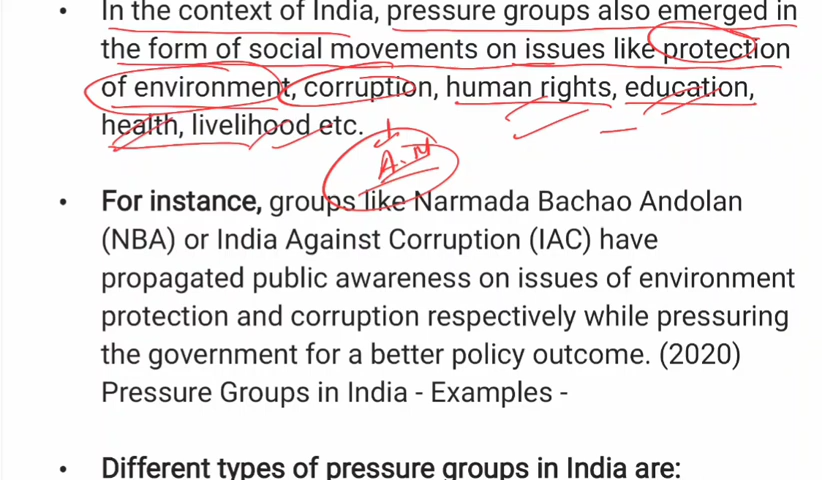 • In the context of India, pressure groups also emerged in
the form of social movements on issues like protection
of environment, corruption, human rights, education,
health, livelihood etc.
• For instance, groups like Narmada Bachao Andolan
(NBA) or India Against Corruption (IAC) have
propagated public awareness on issues of environment
protection and corruption respectively while pressuring
the government for a better policy outcome. (2020)
Pressure Groups in India - Examples -
• Different types of pressure groups in India are: